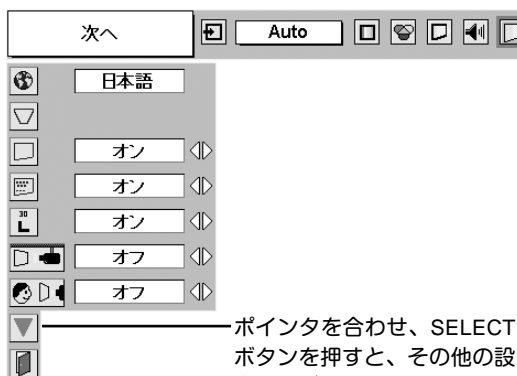 次へ
Auto
日本語
オン
オン
30
L
オン
オフ
オフ
ポインタを合わせ、SELECT
ボタンを押すと、その他の設